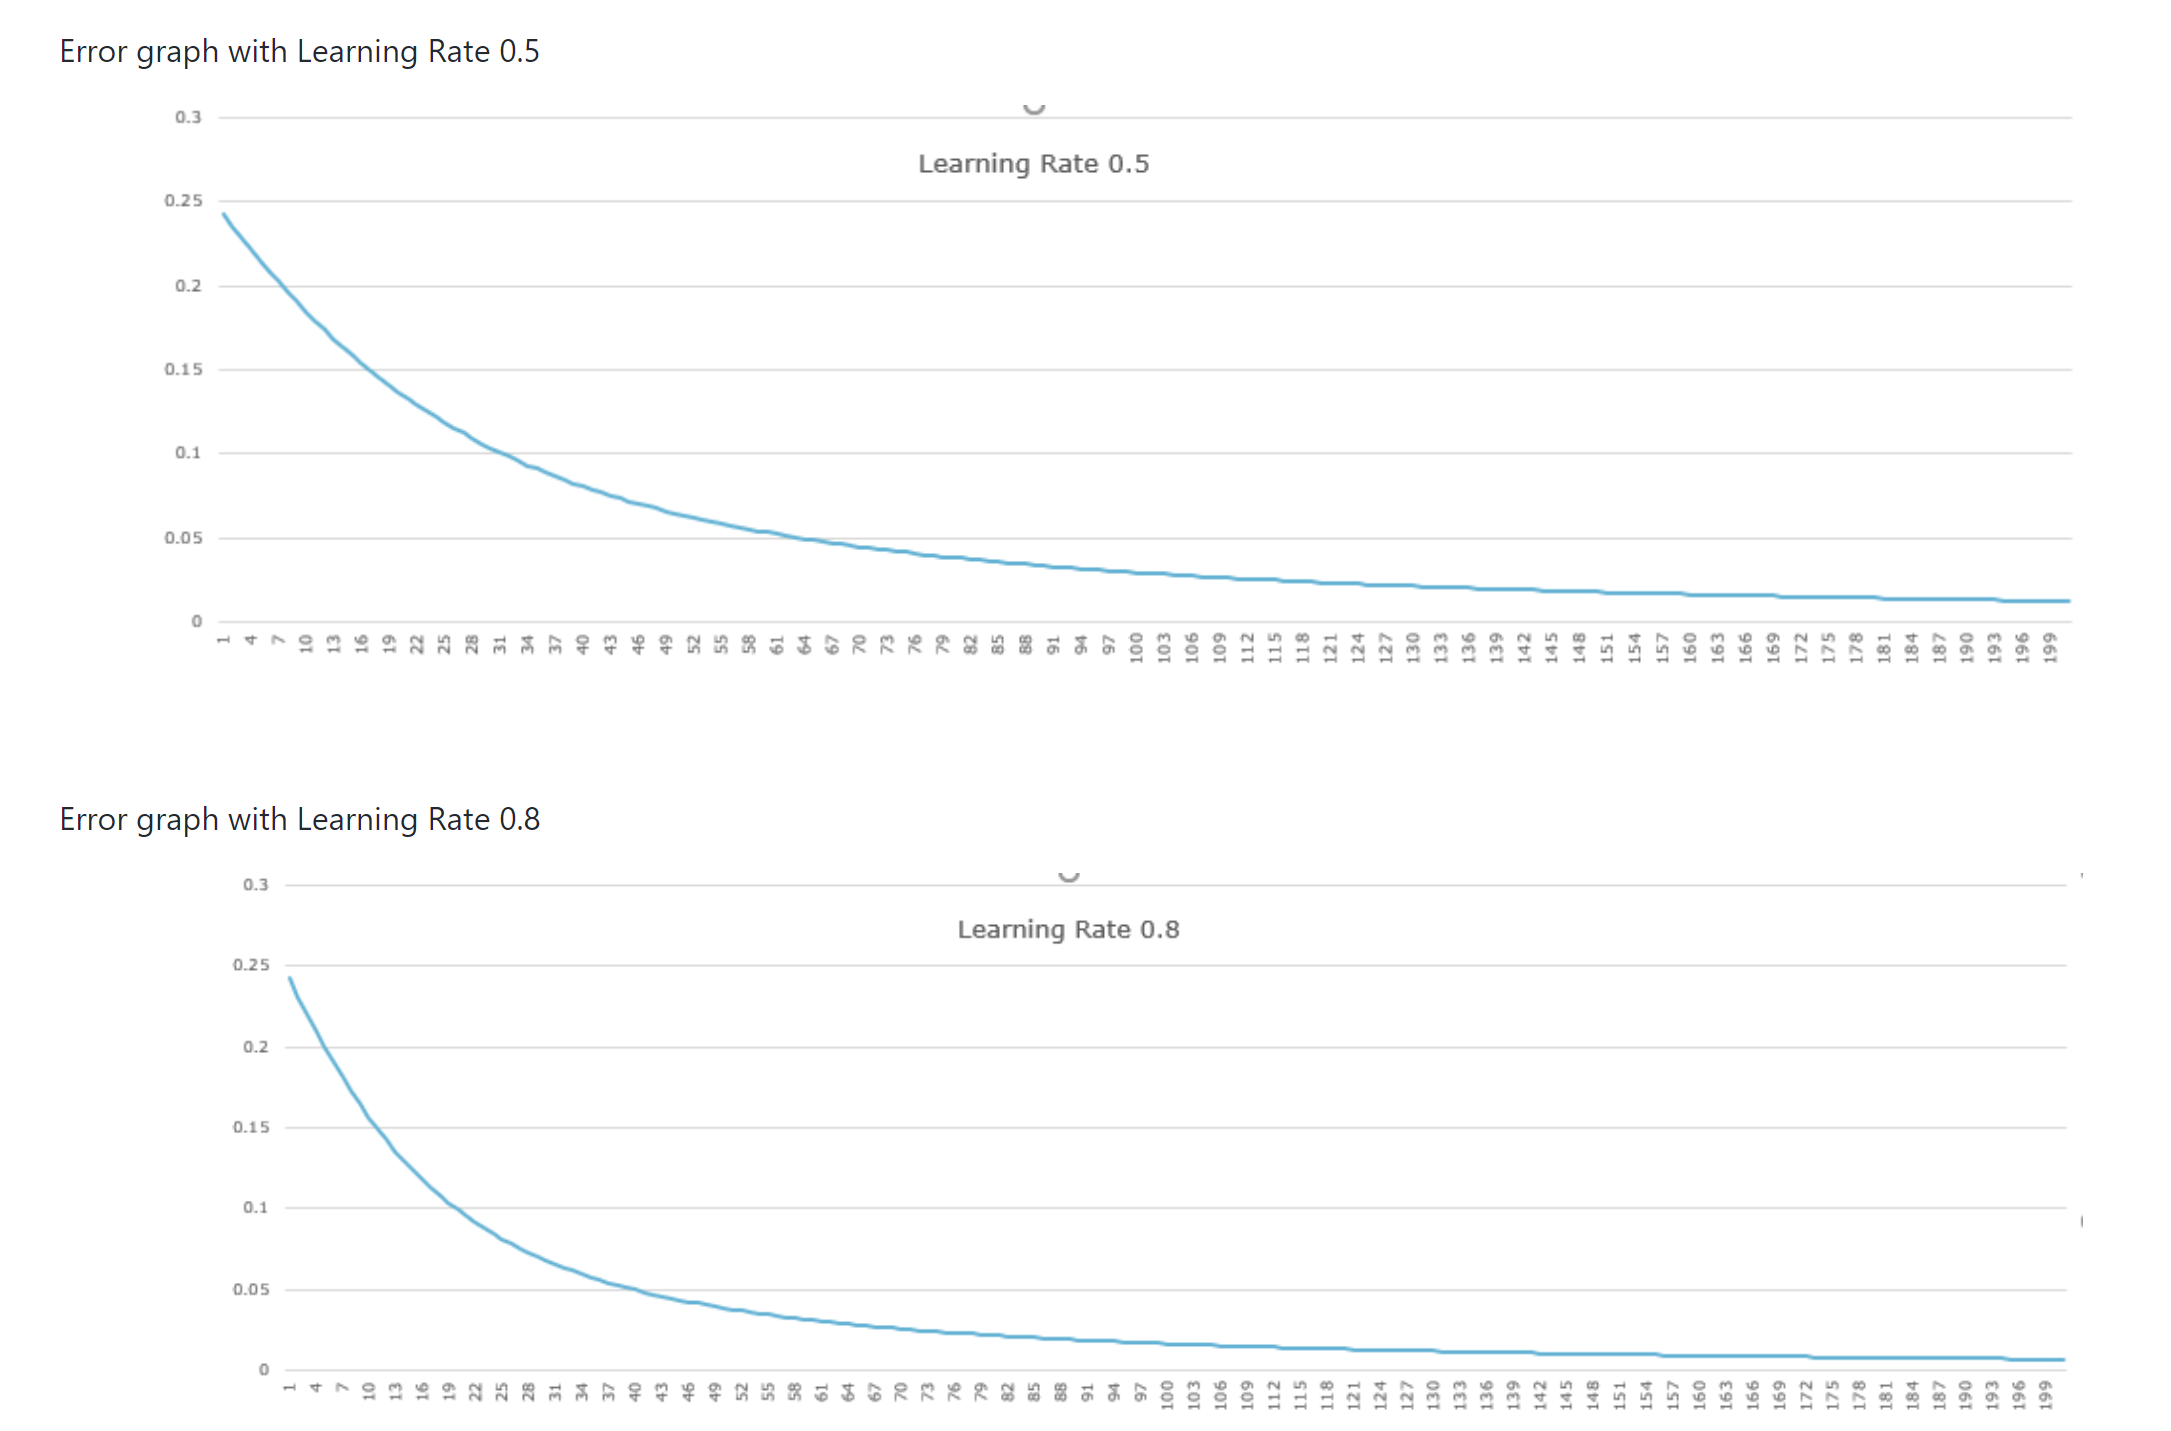 Error graph with Learning Rate 0.5
0.3
Learning Rate 0.5
0.25
0.2
0.15
0.1
0.05
0
1 4 7 10 13 16 19 22 25 28 31 34 37 40 43 46 49 52 55 58 61 64 67 70 73 76 79 82 85 88 91 94 97 100 103 106 109 112 115 118 121 124 127 130 133 136 139 142 145 148 151 154 157 160 163 166 169 172 175 178 181 184 187 190 193 196 199
Error graph with Learning Rate 0.8
0.3
Learning Rate 0.8
0.25
0.2
0.15
0.1
0.05
0
1 4 7 10 13 16 19 22 25 28 31 34 37 40 43 46 49 52 55 58 61 64 67 70 73 76 79 82 85 88 91 94 97 100 103 106 109 112 115 118 121 124 127 130 133 136 139 142 145 148 151 154 157 160 163 166 169 172 175 178 181 184 187 190 193 196 199